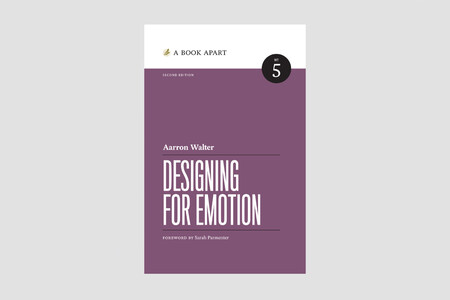 A BOOK APART
No
5
SECOND EDITION
Aarron Walter
DESIGNING
FOR EMOTION
FOREWORD BY Sarah Parmenter